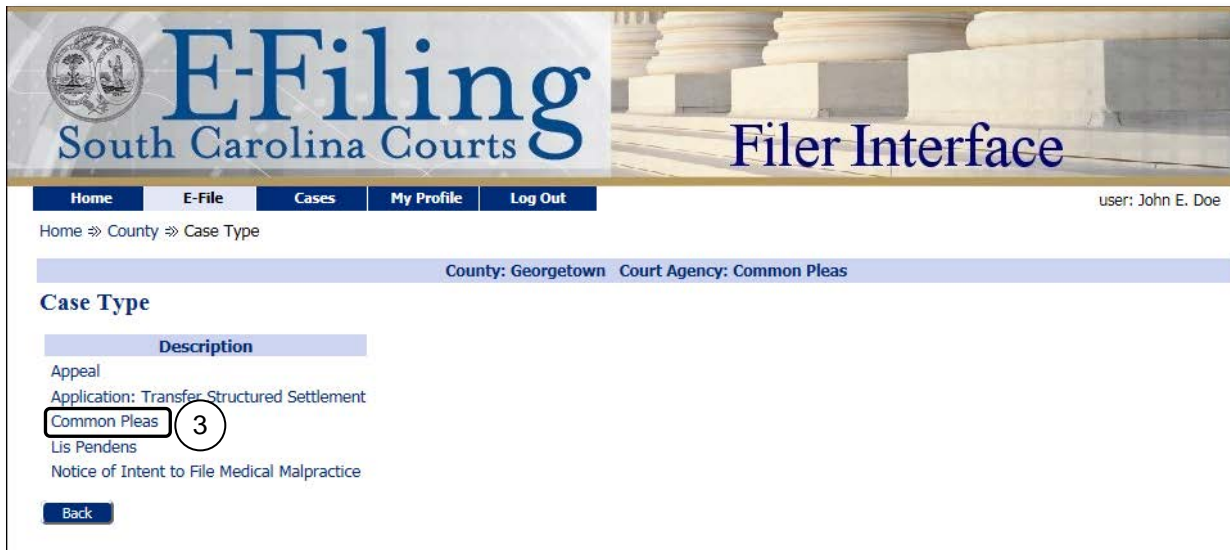 E-Filing
South Carolina Courts
Filer Interface
Home E-File Cases My Profile Log Out
user: John E. Doe
Home ⇒ County ⇒ Case Type
County: Georgetown Court Agency: Common Pleas
Case Type
Description
Appeal
Application: Transfer Structured Settlement
Common Pleas 3
Lis Pendens
Notice of Intent to File Medical Malpractice
Back